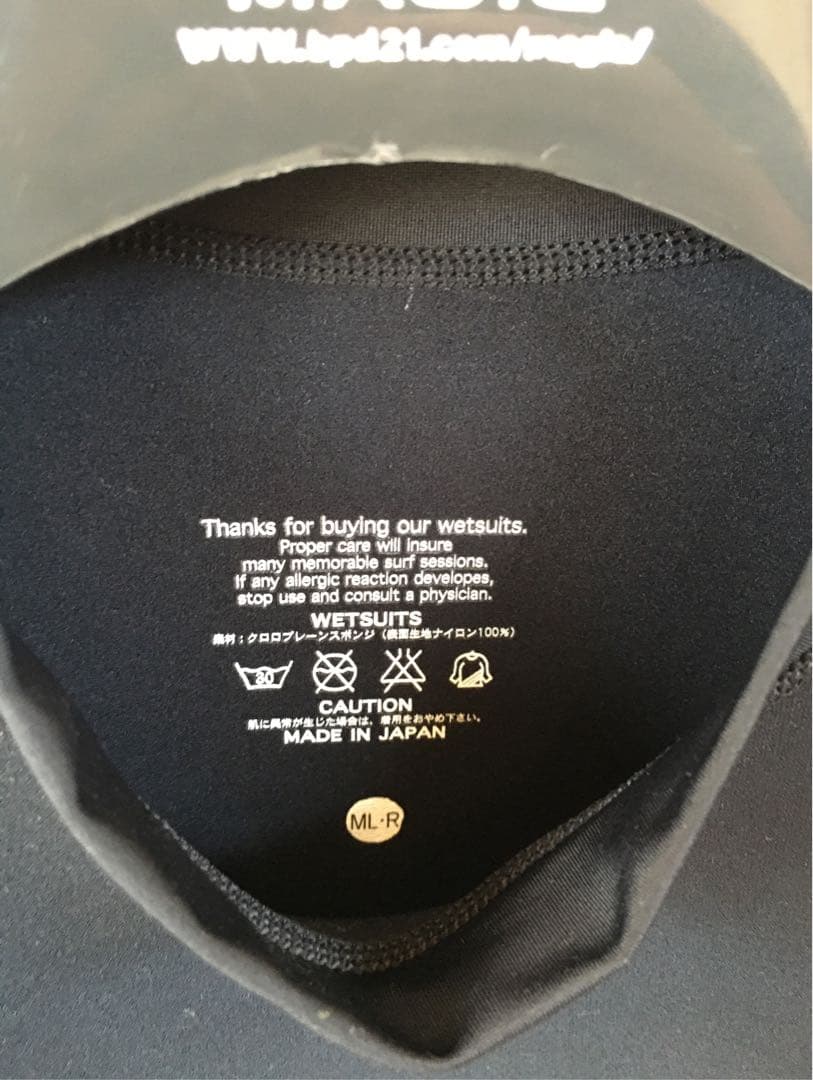 www.bpd21.com/magic/
Thanks for buying our wetsuits.
Proper care will insure
many memorable surf sessions.
If any allergic reaction developes,
stop use and consult a physician.
WETSUITS
素材：クロロプレーンスポンジ（表面生地ナイロン100%）
30
CAUTION
肌に異常が生じた場合は、着用をおやめ下さい。
MADE IN JAPAN
ML·R